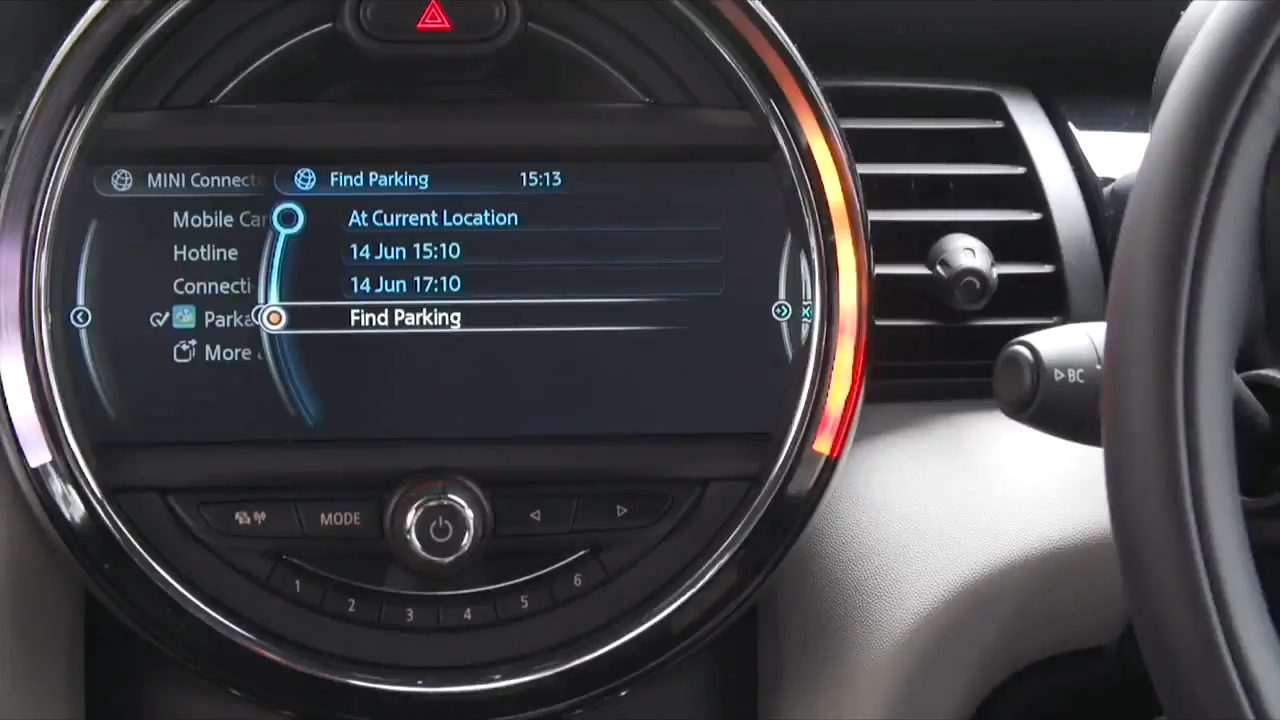 MINI Connect
Find Parking
15:13
Mobile Car
At Current Location
Hotline
14 Jun 15:10
Connecti
14 Jun 17:10
Parka
Find Parking
More
BC
MODE
1
2
3
4
5
6